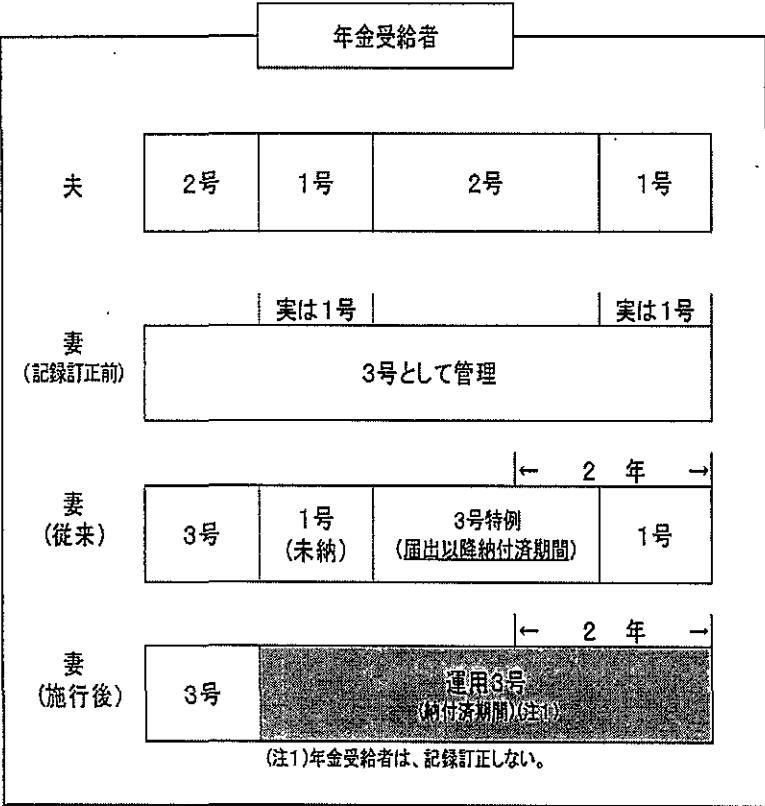 年金受給者
夫 2号 1号 2号 1号
実は1号 実は1号
妻
(記録訂正前)
3号として管理
← 2 年 →
妻
(従来)
3号
1号
(未納)
3号特例
(届出以降納付済期間)
1号
← 2 年 →
妻
(施行後)
3号
運用3号
(納付済期間)(注1)
(注1)年金受給者は、記録訂正しない。